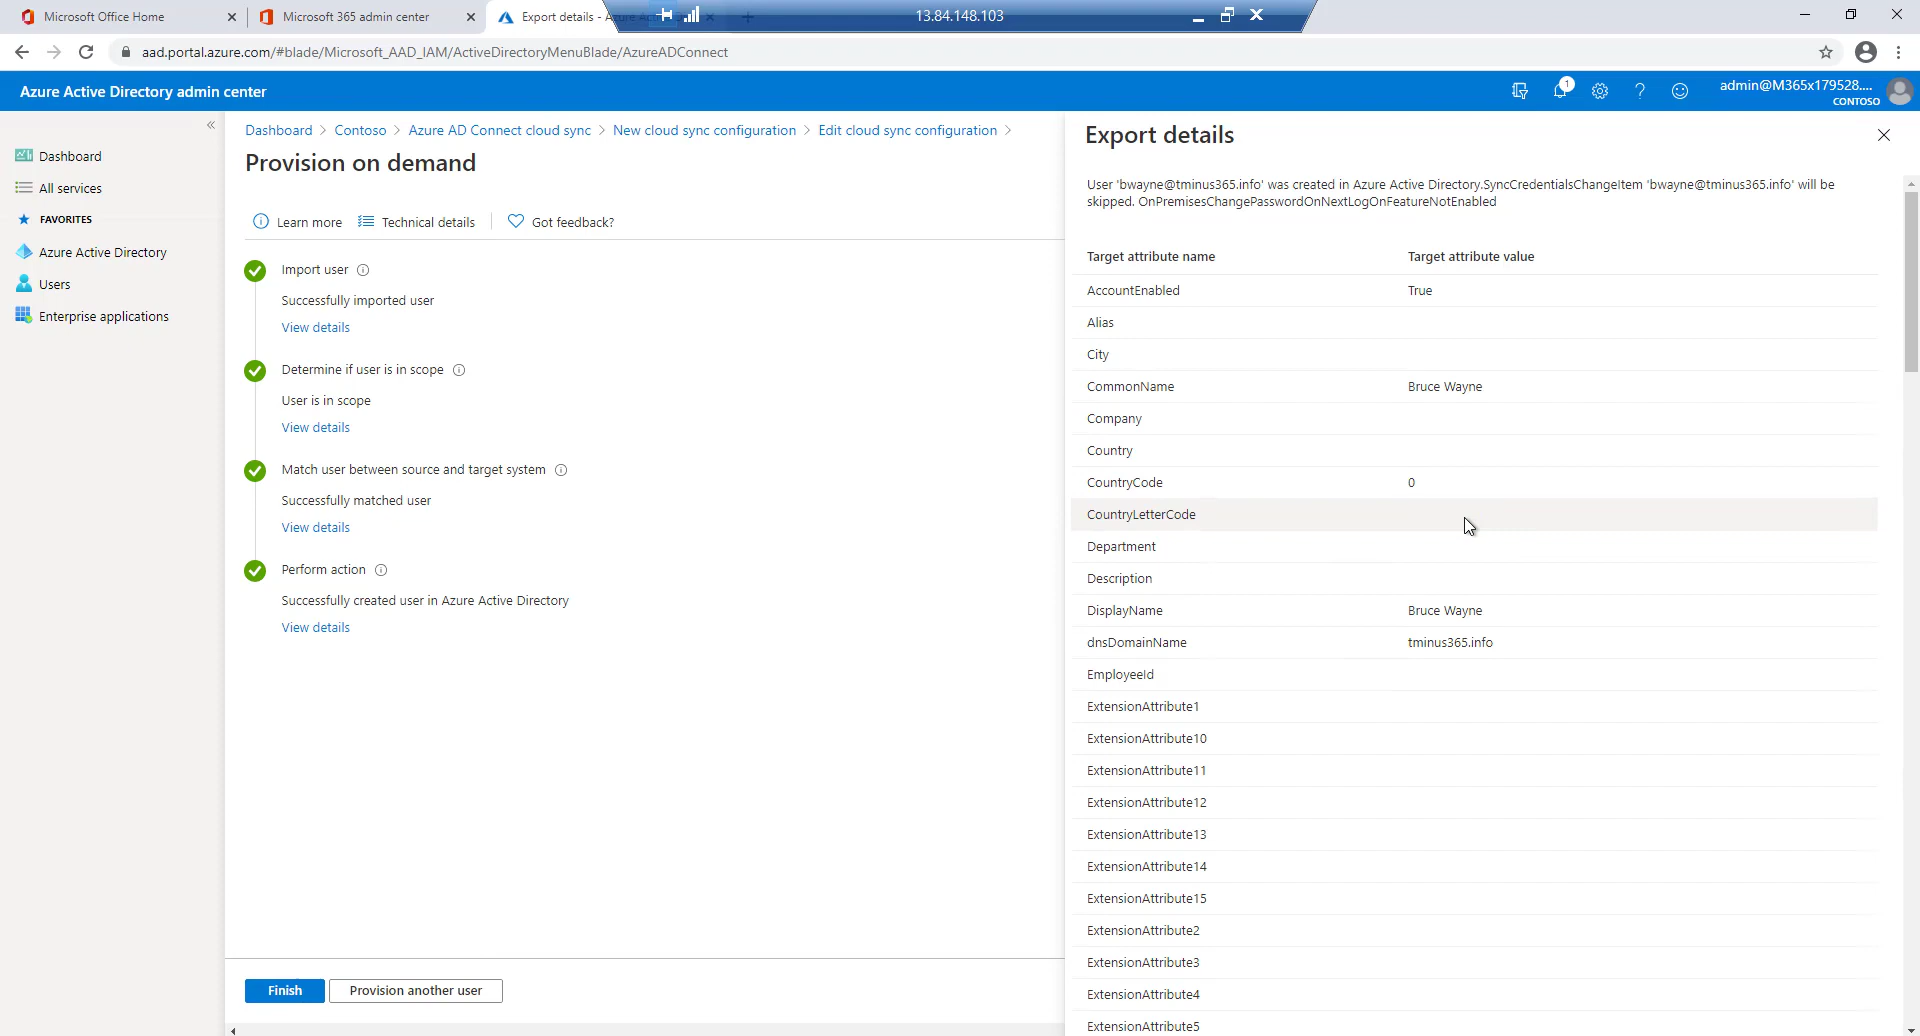 Microsoft Office Home
Microsoft 365 admin center
Export details -
13.84.148.103
aad.portal.azure.com/#blade/Microsoft_AAD_IAM/ActiveDirectoryMenuBlade/AzureADConnect
Azure Active Directory admin center
1
admin@M365x179528....
CONTOSO
Dashboard
All services
FAVORITES
Azure Active Directory
Users
Enterprise applications
Dashboard > Contoso > Azure AD Connect cloud sync > New cloud sync configuration > Edit cloud sync configuration >
Provision on demand
Learn more
Technical details
Got feedback?
Import user
Successfully imported user
View details
Determine if user is in scope
User is in scope
View details
Match user between source and target system
Successfully matched user
View details
Perform action
Successfully created user in Azure Active Directory
View details
Finish
Provision another user
Export details
User 'bwayne@tminus365.info' was created in Azure Active Directory.SyncCredentialsChangeItem 'bwayne@tminus365.info' will be
skipped. OnPremisesChangePasswordOnNextLogOnFeatureNotEnabled
Target attribute name Target attribute value
AccountEnabled True
Alias
City
CommonName Bruce Wayne
Company
Country
CountryCode 0
CountryLetterCode
Department
Description
DisplayName Bruce Wayne
dnsDomainName tminus365.info
EmployeeId
ExtensionAttribute1
ExtensionAttribute10
ExtensionAttribute11
ExtensionAttribute12
ExtensionAttribute13
ExtensionAttribute14
ExtensionAttribute15
ExtensionAttribute2
ExtensionAttribute3
ExtensionAttribute4
ExtensionAttribute5